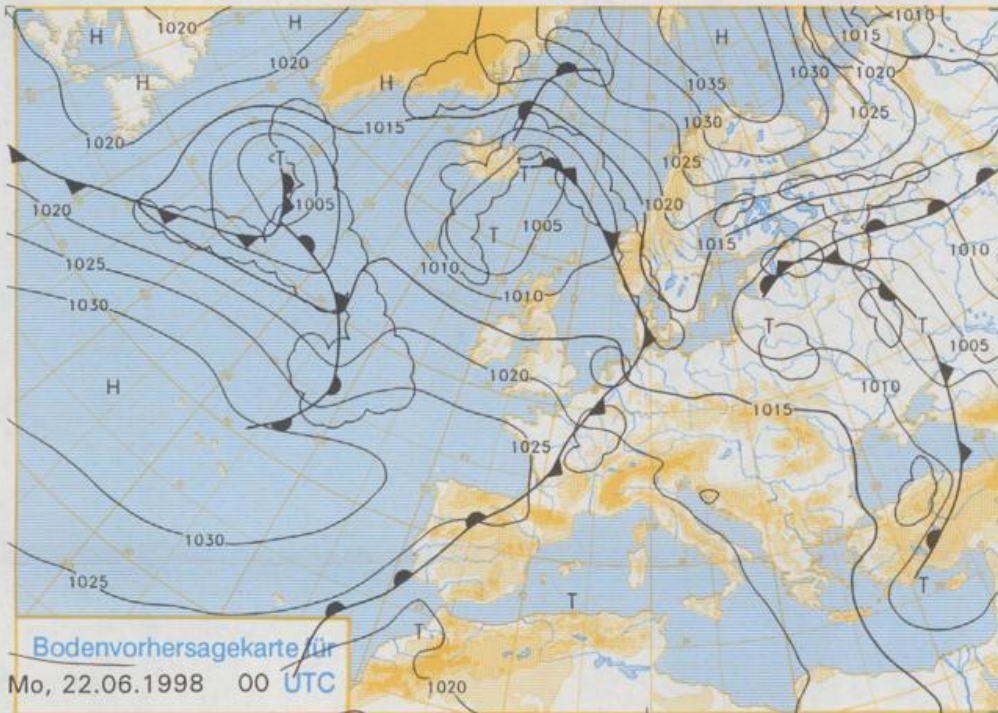 1020 H 1020 H 1010
H 1020 H 1015
1035 1030 1020
1020 1015 1030 1025
T T 1025
1005 1020
1020 T 1005 1015
1025 1010 1010 1010
1030 T T
1020 1005
H 1010
1015
1025
1030
1025 T T
Bodenvorhersagekarte für T
Mo, 22.06.1998 00 UTC 1020